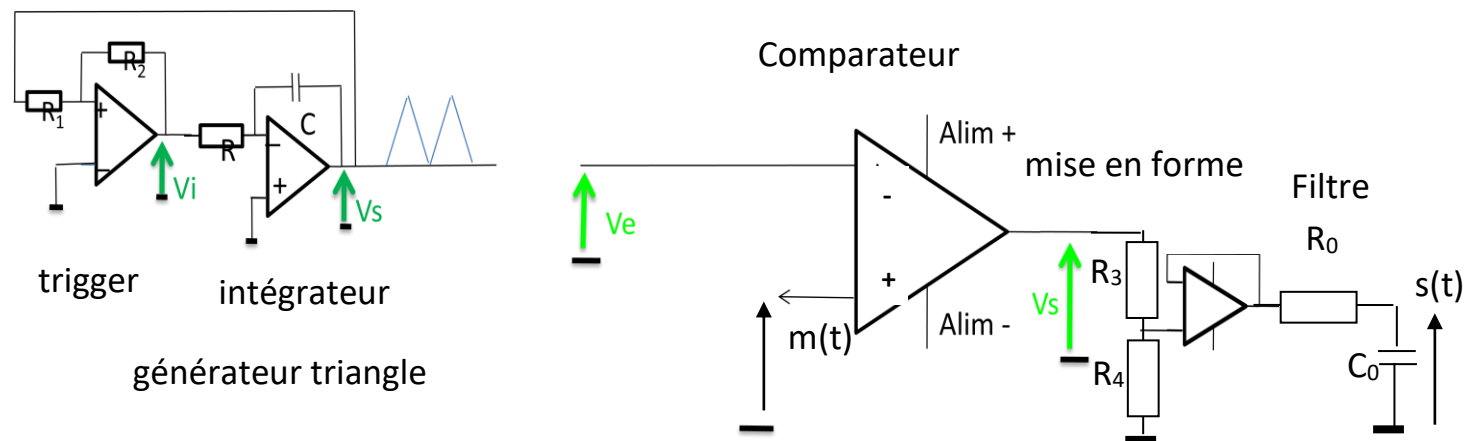 R2
R1
+
-
Vi
R
C
-
+
Vs
trigger
intégrateur
générateur triangle
Comparateur
Ve
-
+
Alim +
Alim -
m(t)
mise en forme
Vs
R3
R4
Filtre
R0
C0
s(t)